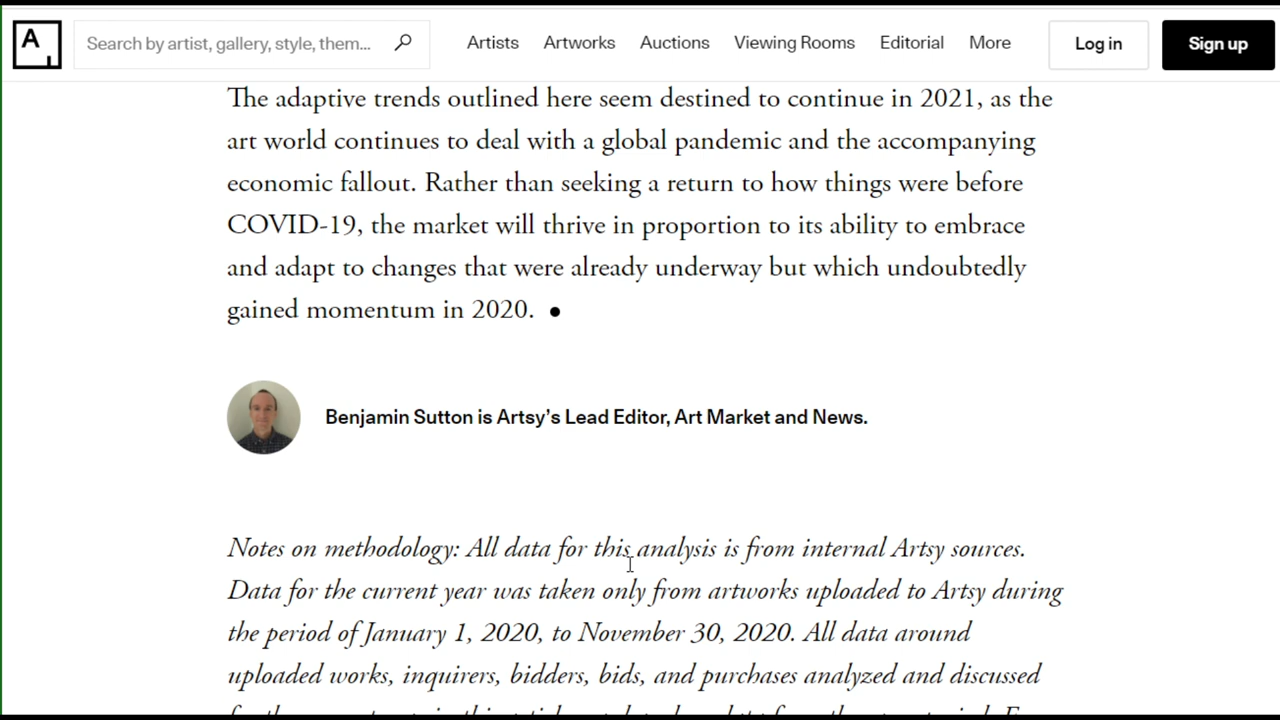 A
Search by artist, gallery, style, them...
Artists
Artworks
Auctions
Viewing Rooms
Editorial
More
Log in
Sign up
The adaptive trends outlined here seem destined to continue in 2021, as the
art world continues to deal with a global pandemic and the accompanying
economic fallout. Rather than seeking a return to how things were before
COVID-19, the market will thrive in proportion to its ability to embrace
and adapt to changes that were already underway but which undoubtedly
gained momentum in 2020. ●
Benjamin Sutton is Artsy’s Lead Editor, Art Market and News.
Notes on methodology: All data for this analysis is from internal Artsy sources.
Data for the current year was taken only from artworks uploaded to Artsy during
the period of January 1, 2020, to November 30, 2020. All data around
uploaded works, inquirers, bidders, bids, and purchases analyzed and discussed